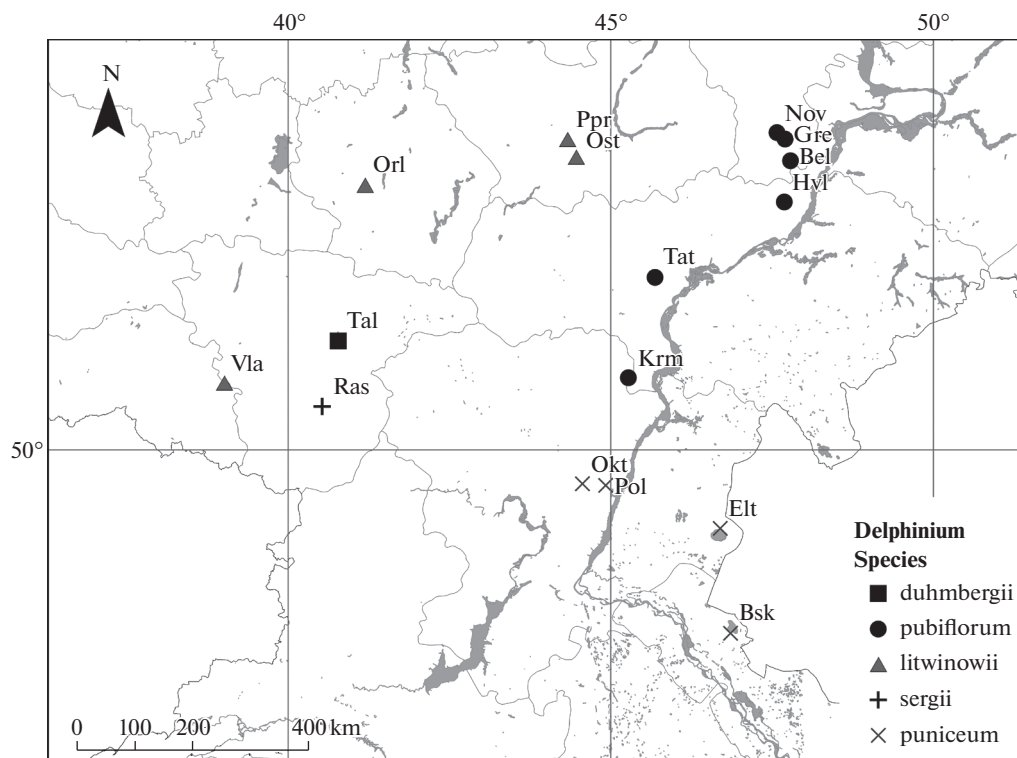 40° 45° 50°
N
Nov
Ppr
Gre
Ost
Bel
Orl
Hvl
Tat
Tal
Krm
Vla
Ras
50°
Okt
Pol
Elt
Delphinium
Species
duhmbergii
Bsk
pubiflorum
litwinowii
sergii
0 100 200 400 km
puniceum